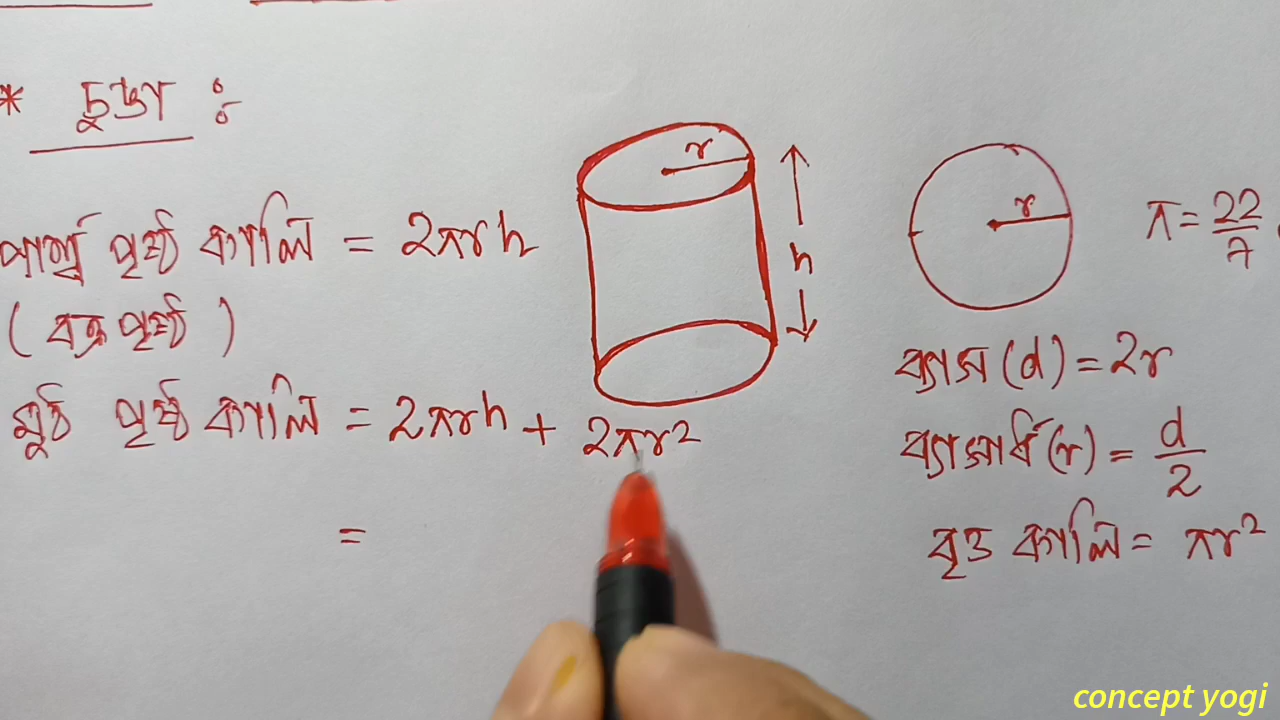 * চুঙা :
পাৰ্শ্ব পৃষ্ঠ কালি = 2πrh
( বক্ৰ পৃষ্ঠ )
মুঠ পৃষ্ঠ কালি = 2πrh + 2πr²
=
r
h
r
π = 22/7
ব্যাস (d) = 2r
ব্যাসাৰ্ধ (r) = d/2
বৃত্ত কালি = πr²
concept yogi